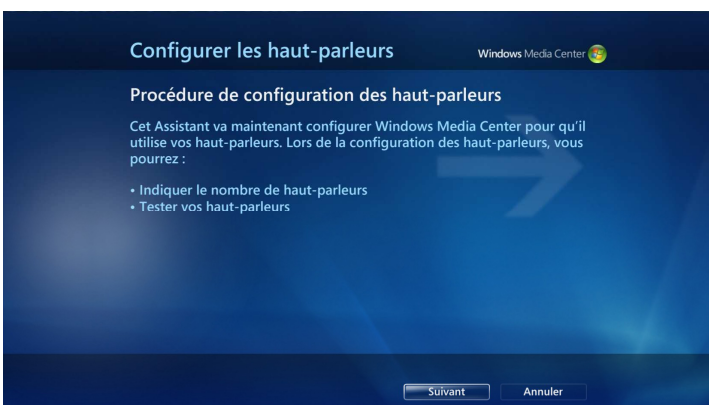 Configurer les haut-parleurs
Windows Media Center
Procédure de configuration des haut-parleurs
Cet Assistant va maintenant configurer Windows Media Center pour qu'il
utilise vos haut-parleurs. Lors de la configuration des haut-parleurs, vous
pourrez :
• Indiquer le nombre de haut-parleurs
• Tester vos haut-parleurs
Suivant
Annuler